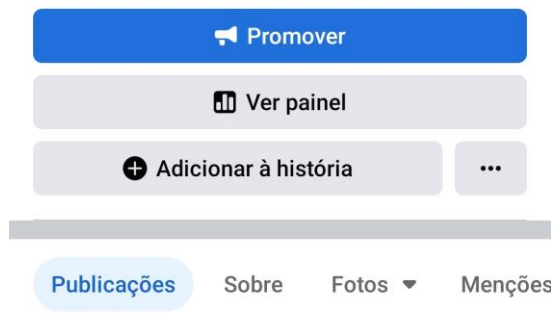 Promover
Ver painel
Adicionar à história
Publicações Sobre Fotos Menções